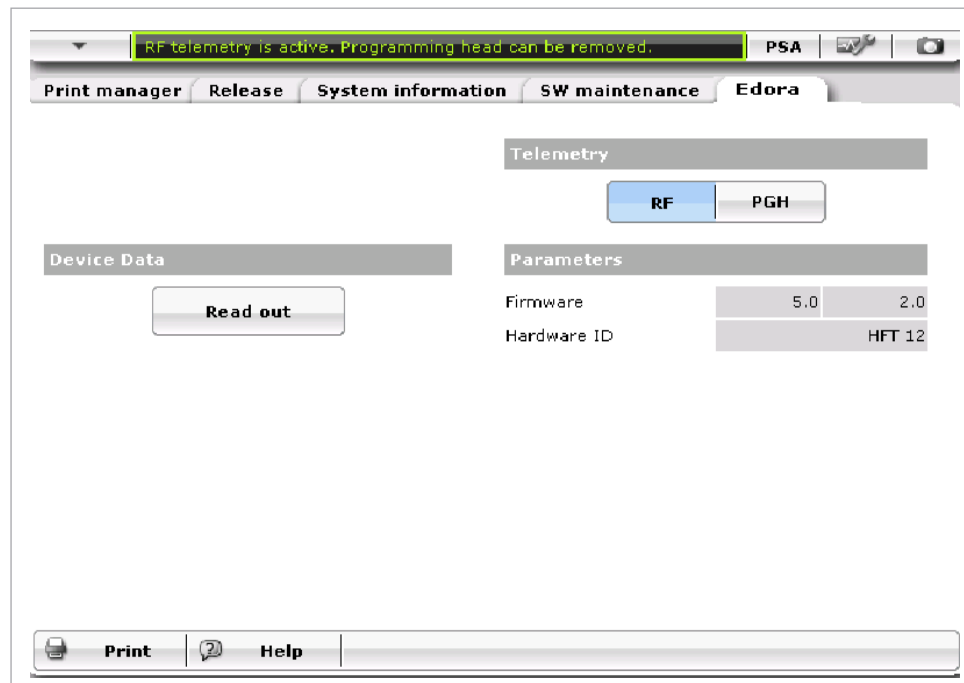 RF telemetry is active. Programming head can be removed. PSA
Print manager Release System information SW maintenance Edora
Telemetry
RF PGH
Device Data Parameters
Read out
Firmware 5.0 2.0
Hardware ID HFT 12
Print Help